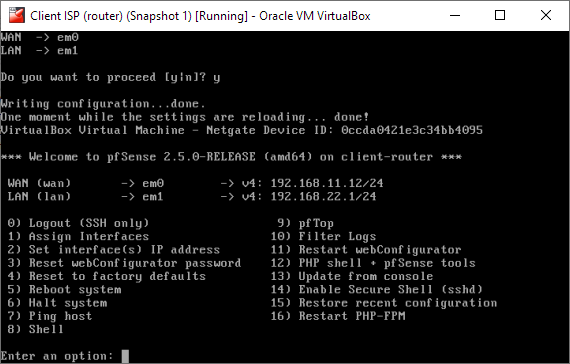 Client ISP (router) (Snapshot 1) [Running] - Oracle VM VirtualBox
WAN  -> em0
LAN  -> em1
Do you want to proceed [y|n]? y
Writing configuration...done.
One moment while the settings are reloading... done!
VirtualBox Virtual Machine - Netgate Device ID: 0ccda0421e3c34bb4095
*** Welcome to pfSense 2.5.0-RELEASE (amd64) on client-router ***
WAN (wan)       -> em0        -> v4: 192.168.11.12/24
LAN (lan)       -> em1        -> v4: 192.168.22.1/24
0) Logout (SSH only)                  9) pfTop
1) Assign Interfaces                 10) Filter Logs
2) Set interface(s) IP address       11) Restart webConfigurator
3) Reset webConfigurator password    12) PHP shell + pfSense tools
4) Reset to factory defaults         13) Update from console
5) Reboot system                     14) Enable Secure Shell (sshd)
6) Halt system                       15) Restore recent configuration
7) Ping host                         16) Restart PHP-FPM
8) Shell
Enter an option: